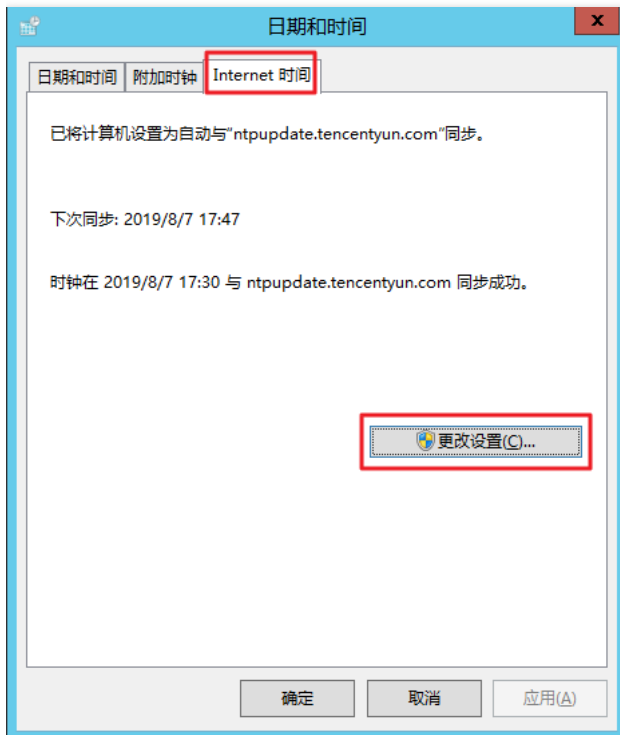 日期和时间
x
日期和时间 附加时钟 Internet 时间
已将计算机设置为自动与"ntpupdate.tencentyun.com"同步。
下次同步: 2019/8/7 17:47
时钟在 2019/8/7 17:30 与 ntpupdate.tencentyun.com 同步成功。
更改设置(C)...
确定 取消 应用(A)